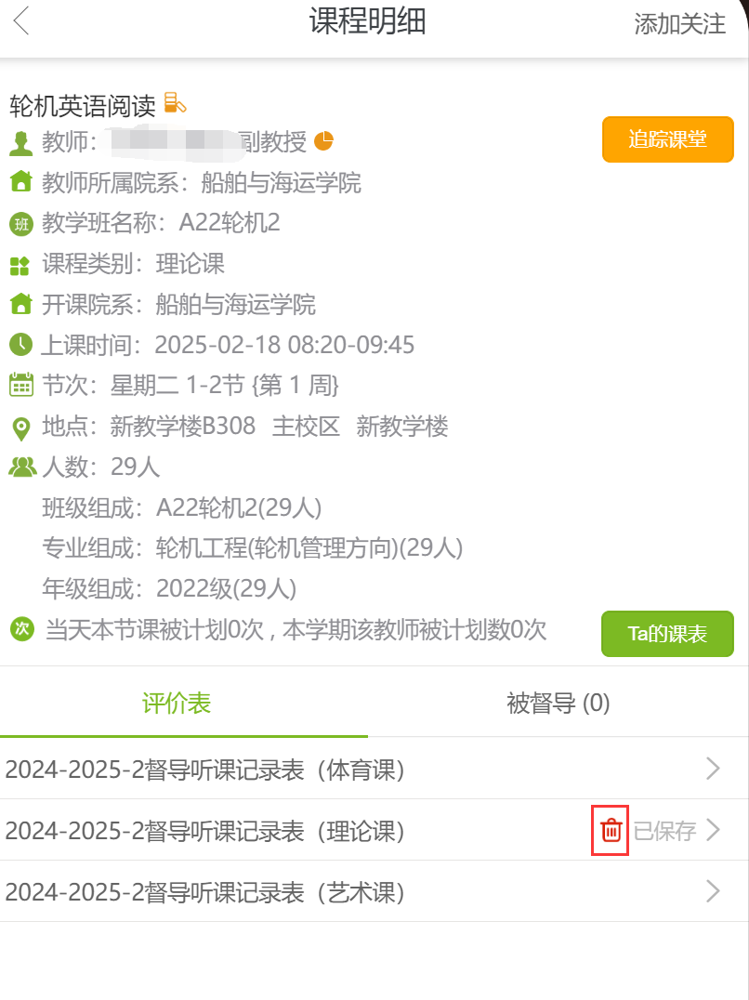 课程明细
添加关注
轮机英语阅读
教师：副教授
追踪课堂
教师所属院系：船舶与海运学院
班 教学班名称：A22轮机2
课程类别：理论课
开课院系：船舶与海运学院
上课时间：2025-02-18 08:20-09:45
节次：星期二 1-2节 {第 1 周}
地点：新教学楼B308 主校区 新教学楼
人数：29人
班级组成：A22轮机2(29人)
专业组成：轮机工程(轮机管理方向)(29人)
年级组成：2022级(29人)
次 当天本节课被计划0次 , 本学期该教师被计划数0次
Ta的课表
评价表
被督导 (0)
2024-2025-2督导听课记录表（体育课）
2024-2025-2督导听课记录表（理论课） 已保存
2024-2025-2督导听课记录表（艺术课）